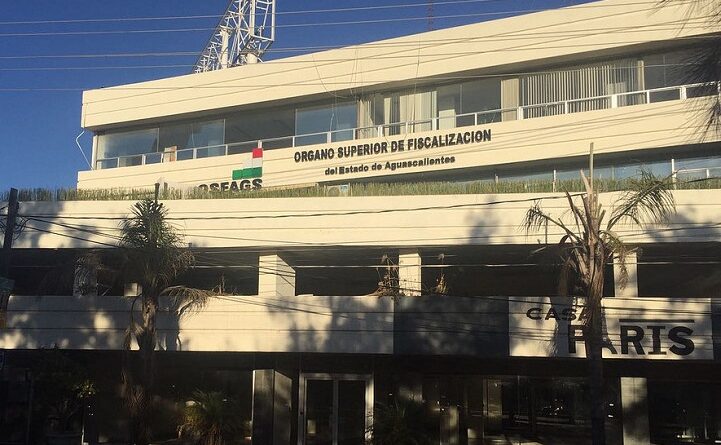 ORGANO SUPERIOR DE FISCALIZACION
del Estado de Aguascalientes
OSFAGS
CASA
PARIS